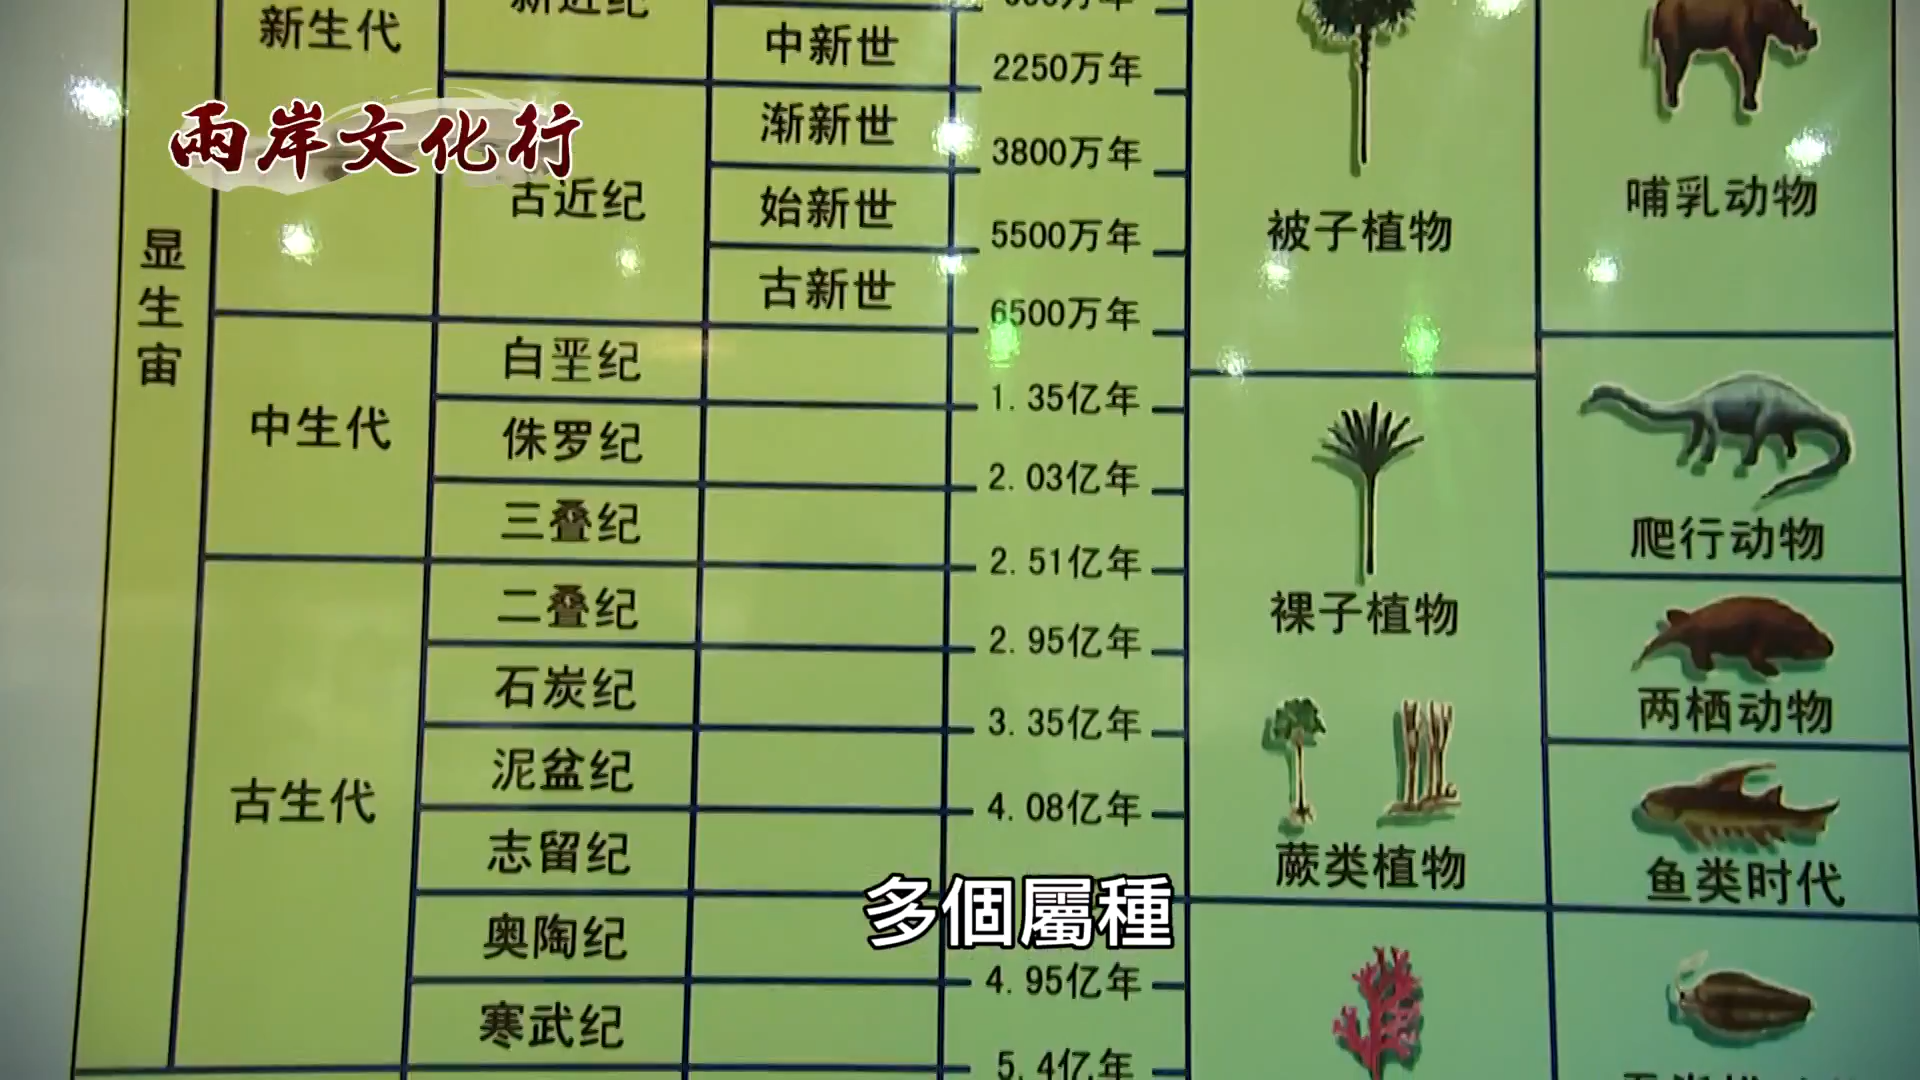 新近纪
新生代
中新世
2250万年
兩岸文化行
渐新世
3800万年
古近纪
始新世
5500万年
古新世
6500万年
被子植物
哺乳动物
显生宙
白垩纪
1.35亿年
中生代
侏罗纪
2.03亿年
三叠纪
2.51亿年
爬行动物
二叠纪
2.95亿年
裸子植物
石炭纪
3.35亿年
两栖动物
泥盆纪
4.08亿年
古生代
志留纪
蕨类植物
鱼类时代
多個屬種
奥陶纪
4.95亿年
寒武纪
5.4亿年